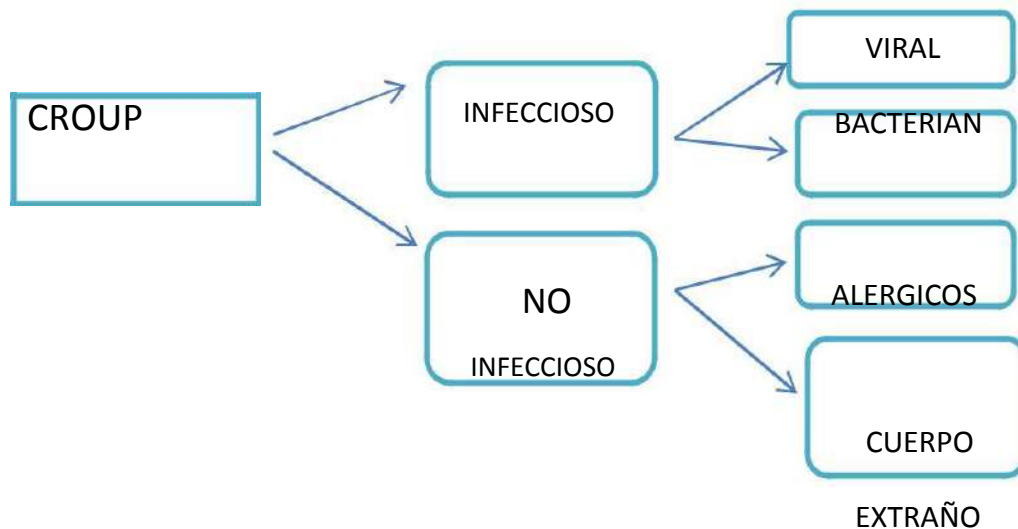 CROUP
INFECCIOSO
VIRAL
BACTERIAN
NO
INFECCIOSO
ALERGICOS
CUERPO
EXTRAÑO